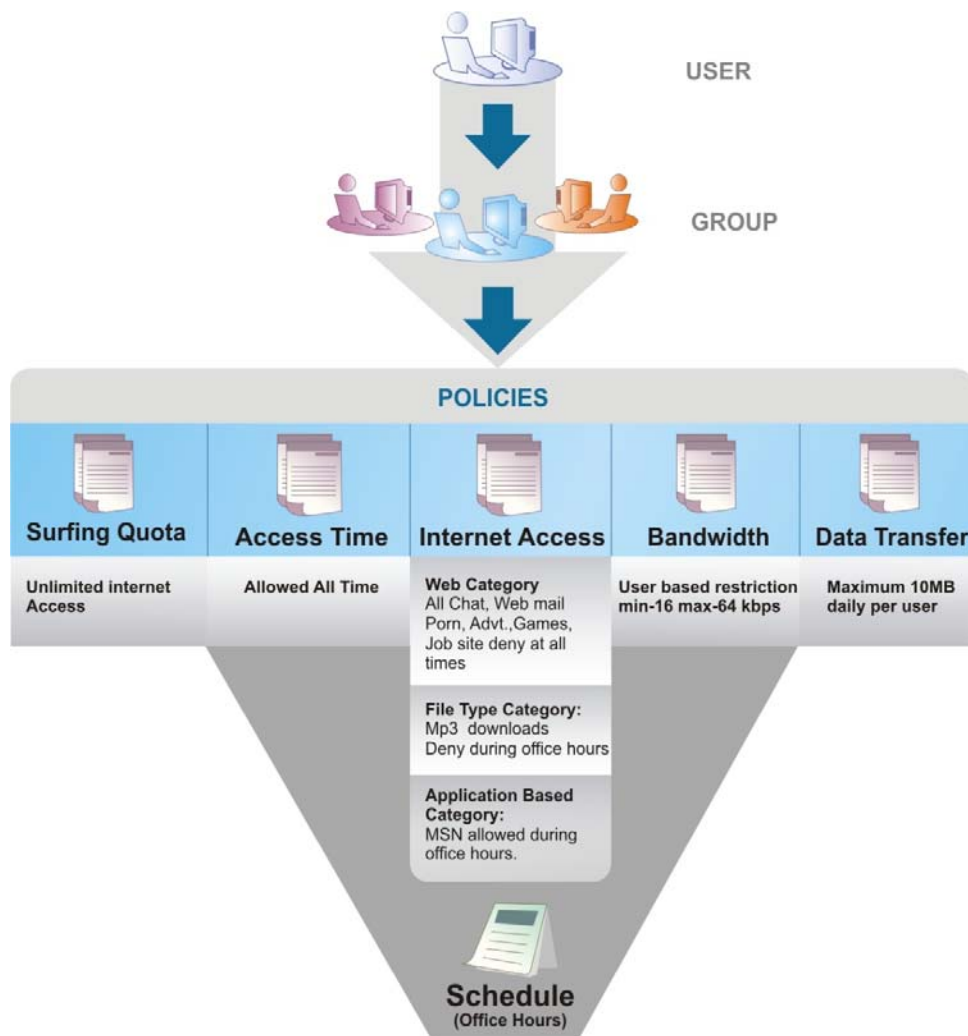 USER
GROUP
POLICIES
Surfing Quota
Access Time
Internet Access
Bandwidth
Data Transfer
Unlimited internet
Access
Allowed All Time
Web Category
All Chat, Web mail
Porn, Advt.,Games,
Job site deny at all
times
User based restriction
min-16 max-64 kbps
Maximum 10MB
daily per user
File Type Category:
Mp3 downloads
Deny during office hours
Application Based
Category:
MSN allowed during
office hours.
Schedule
(Office Hours)